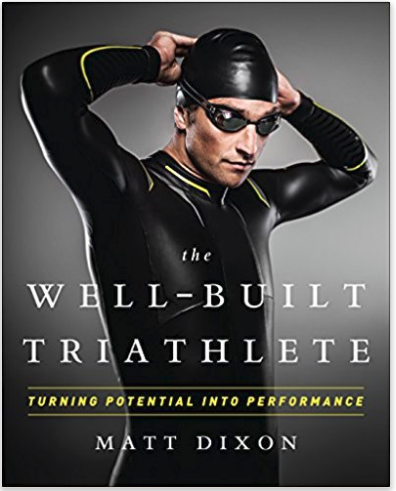 the
WELL-BUILT
TRIATHLETE
TURNING POTENTIAL INTO PERFORMANCE
MATT DIXON